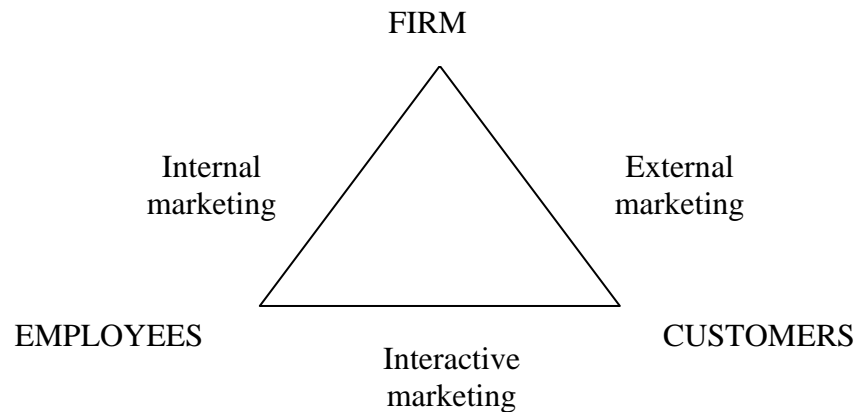 FIRM
Internal
marketing
External
marketing
EMPLOYEES
CUSTOMERS
Interactive
marketing